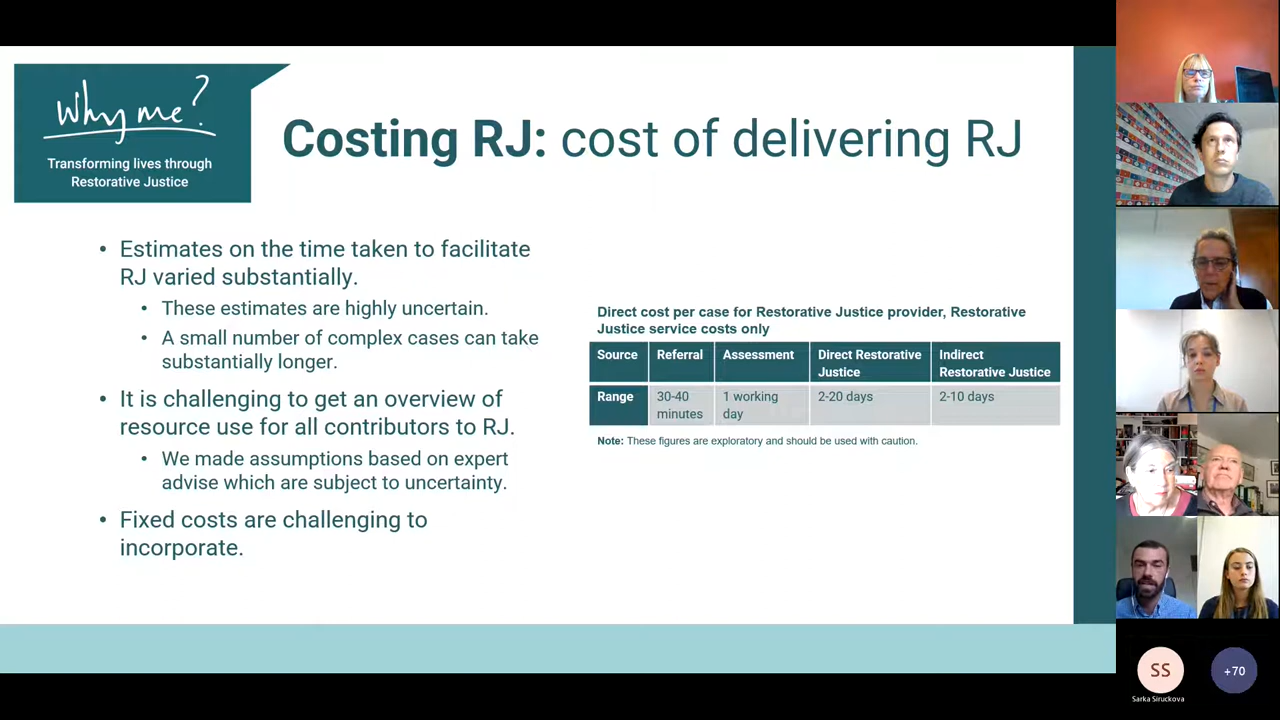 Why me?
Transforming lives through
Restorative Justice
Costing RJ: cost of delivering RJ
• Estimates on the time taken to facilitate
RJ varied substantially.
• These estimates are highly uncertain.
• A small number of complex cases can take
substantially longer.
• It is challenging to get an overview of
resource use for all contributors to RJ.
• We made assumptions based on expert
advise which are subject to uncertainty.
• Fixed costs are challenging to
incorporate.
Direct cost per case for Restorative Justice provider, Restorative
Justice service costs only
Source Referral Assessment Direct Restorative Justice Indirect Restorative Justice
Range 30-40 minutes 1 working day 2-20 days 2-10 days
Note: These figures are exploratory and should be used with caution.
SS
+70
Sarka Siruckova